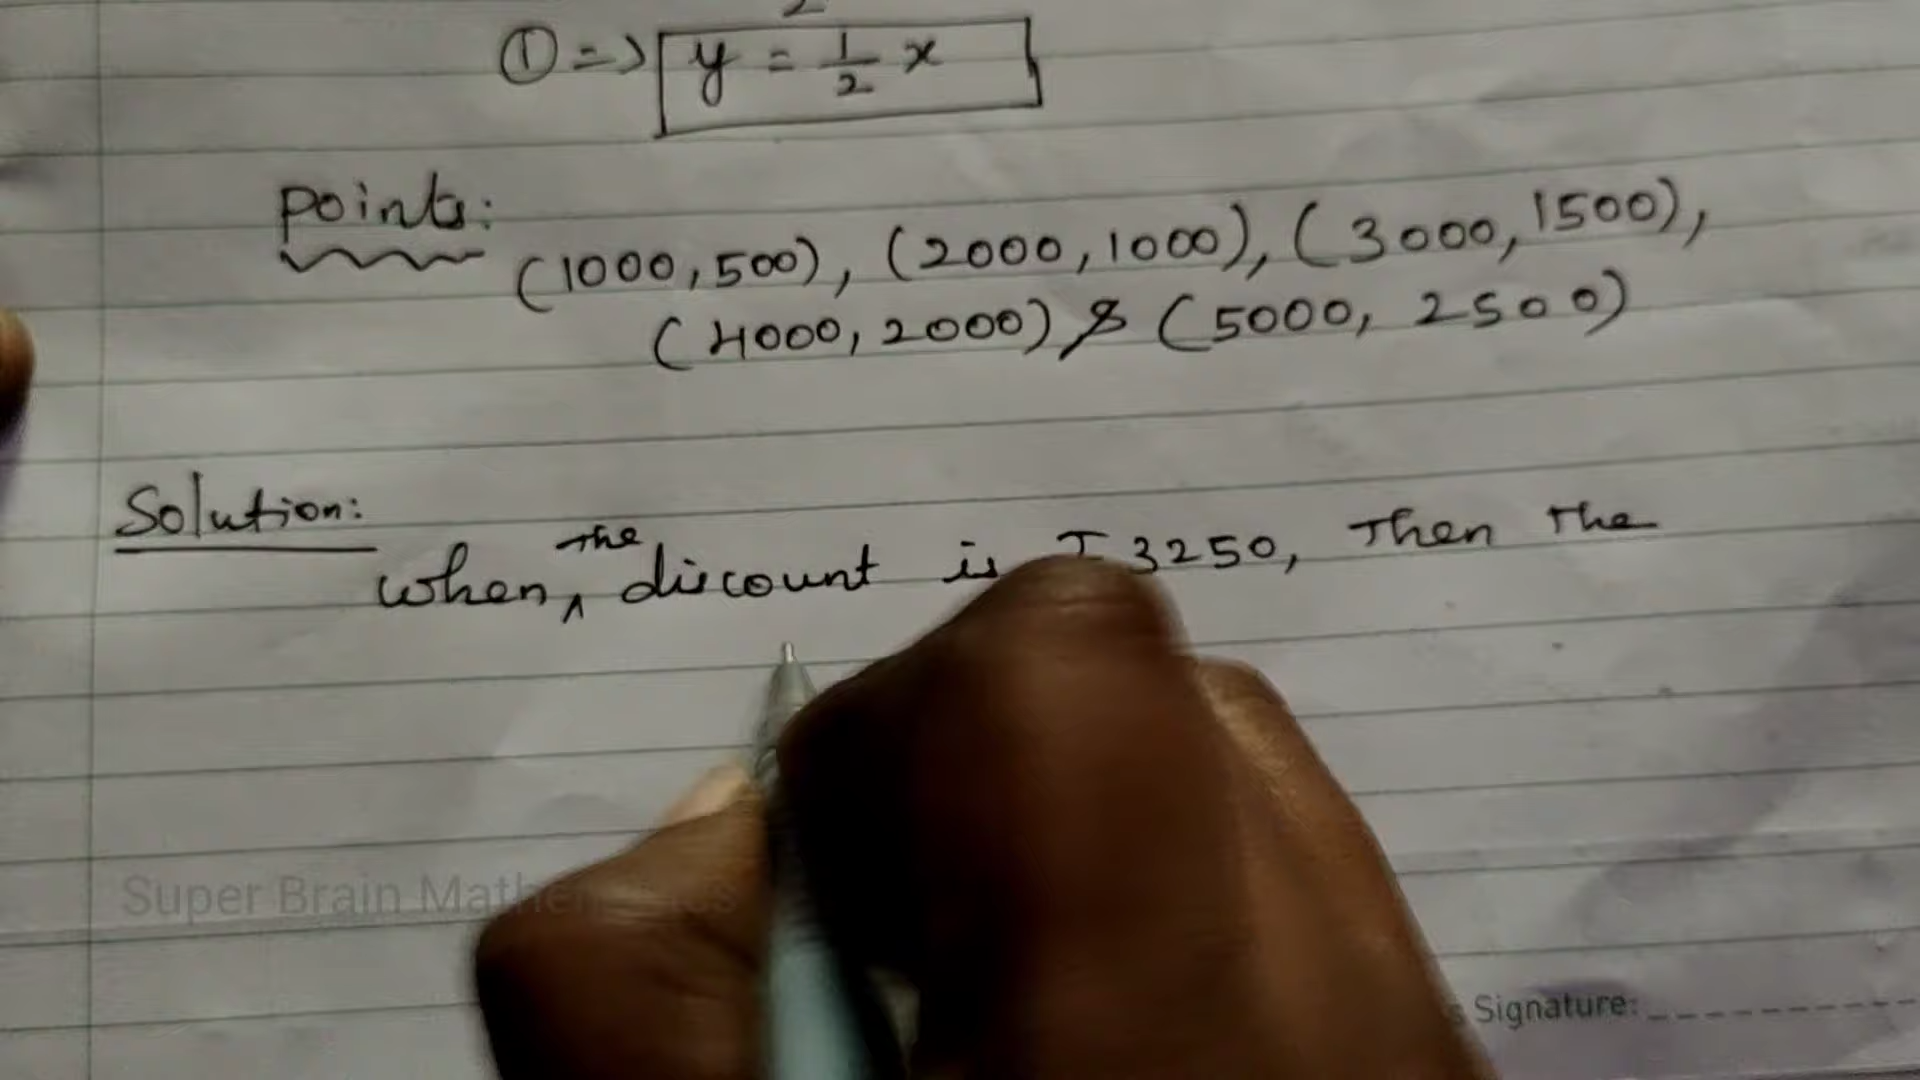 ① => y = 1/2 x
Points:
(1000, 500), (2000, 1000), (3000, 1500),
(4000, 2000) & (5000, 2500)
Solution:
when, ^ the discount is 3250, Then the
Super Brain Mathematics
Signature: